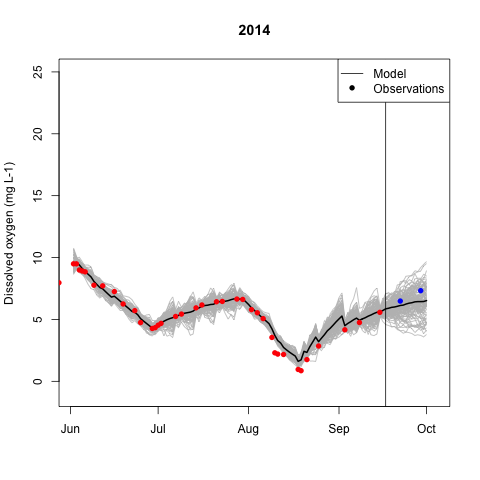 2014
Model
Observations
Dissolved oxygen (mg L-1)
25
20
15
10
5
0
Jun
Jul
Aug
Sep
Oct